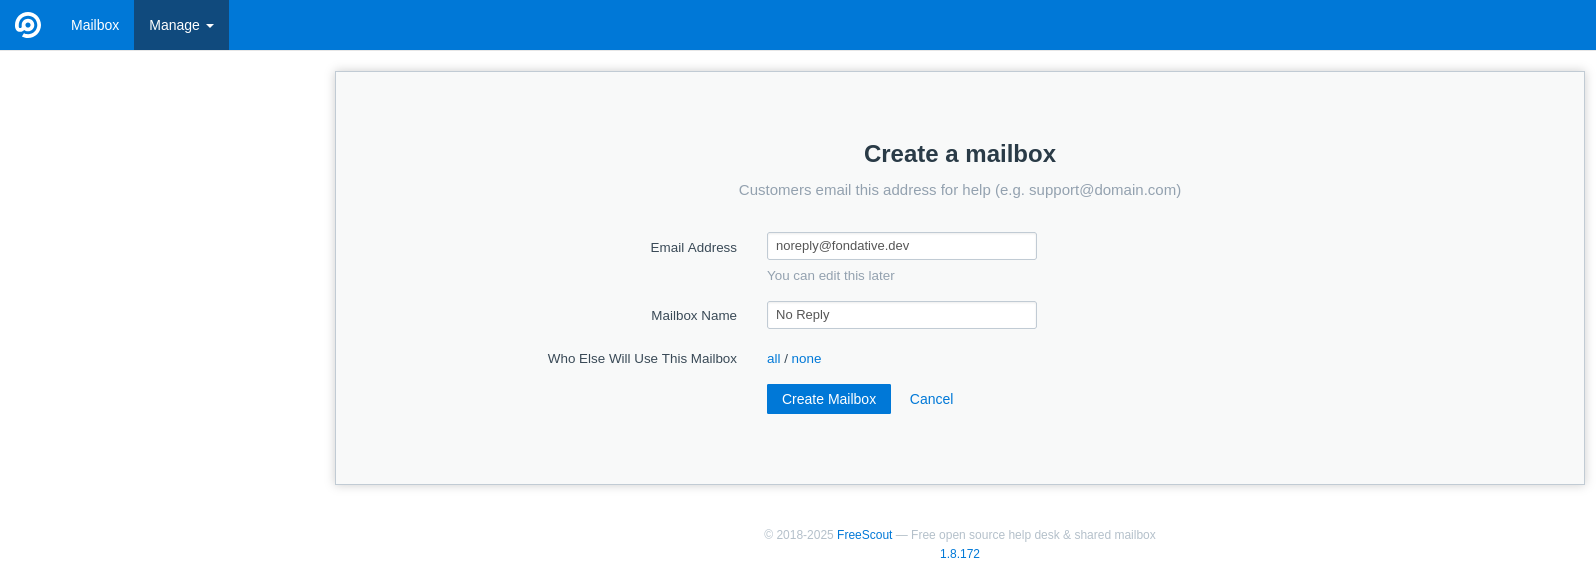 Mailbox Manage
Create a mailbox
Customers email this address for help (e.g. support@domain.com)
Email Address noreply@fondative.dev
You can edit this later
Mailbox Name No Reply
Who Else Will Use This Mailbox all / none
Create Mailbox Cancel
© 2018-2025 FreeScout — Free open source help desk & shared mailbox
1.8.172